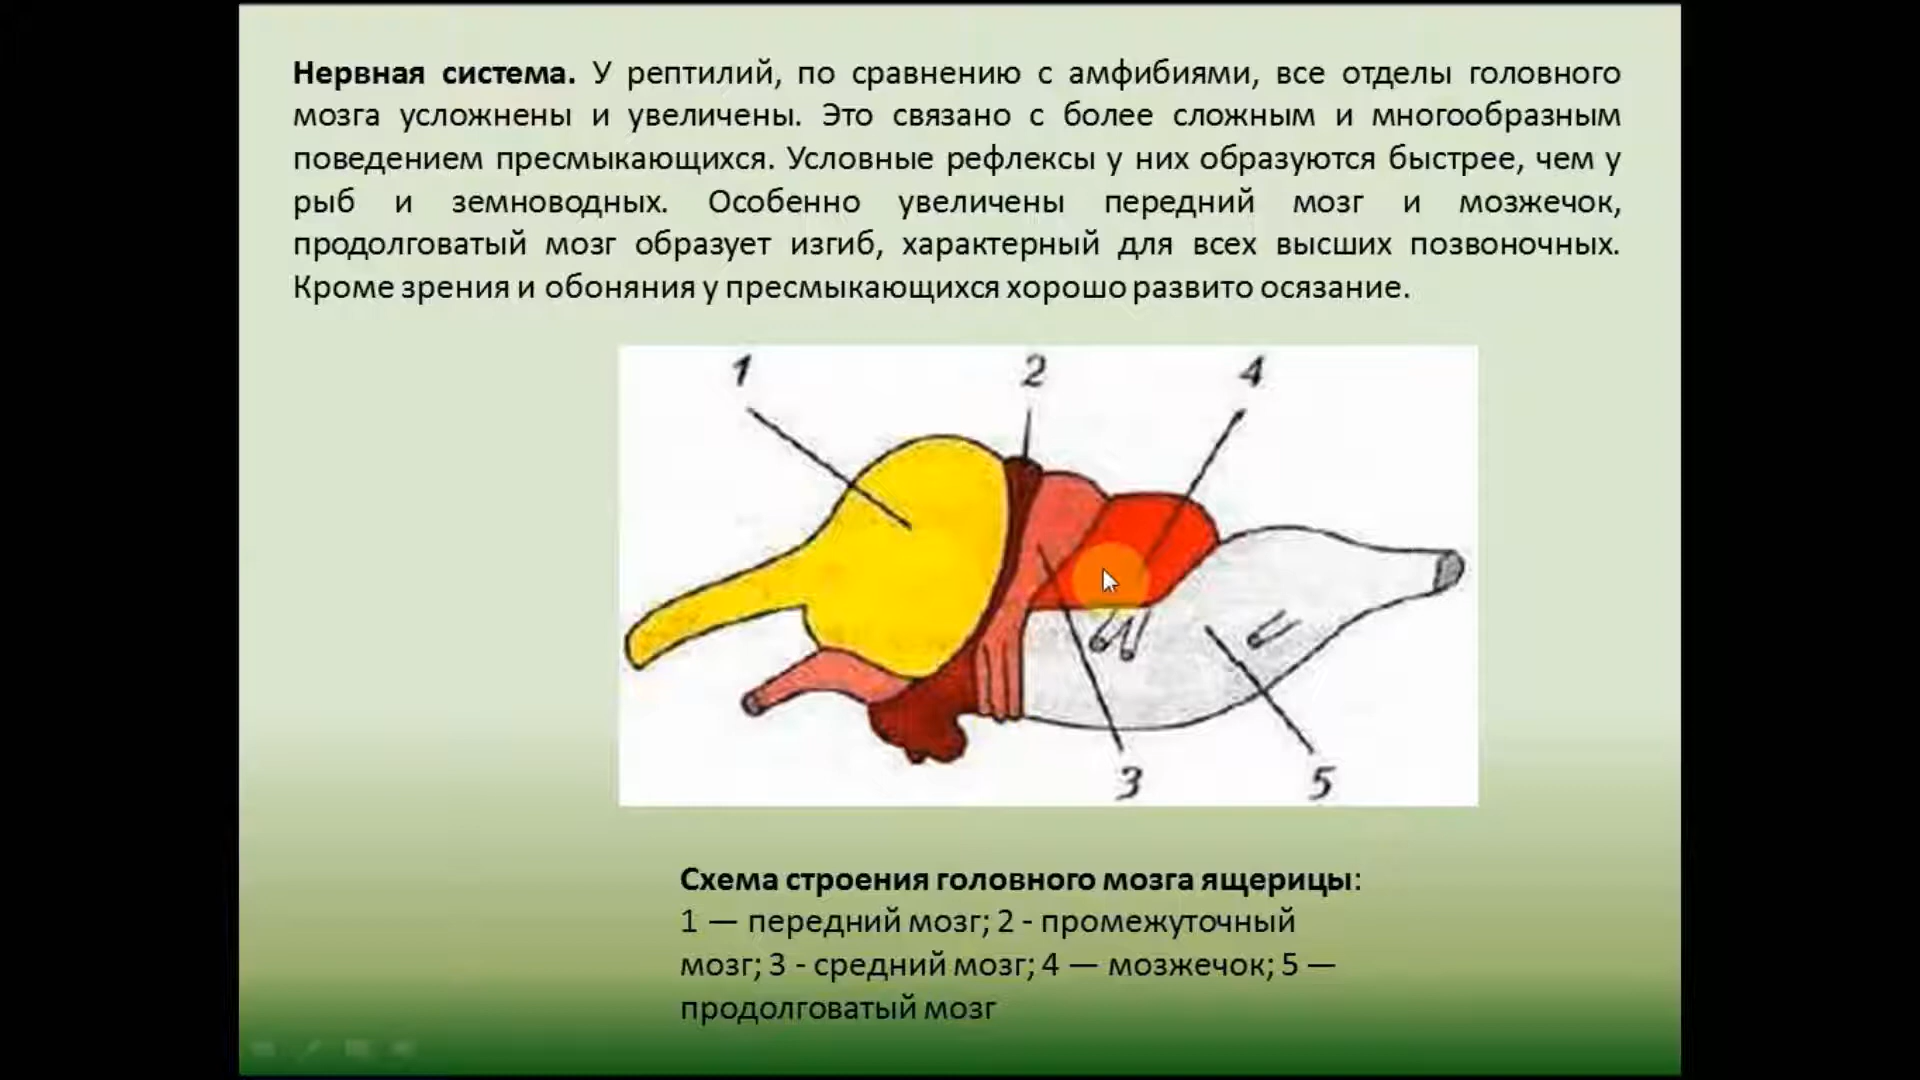 Нервная система. У рептилий, по сравнению с амфибиями, все отделы головного
мозга усложнены и увеличены. Это связано с более сложным и многообразным
поведением пресмыкающихся. Условные рефлексы у них образуются быстрее, чем у
рыб и земноводных. Особенно увеличены передний мозг и мозжечок,
продолговатый мозг образует изгиб, характерный для всех высших позвоночных.
Кроме зрения и обоняния у пресмыкающихся хорошо развито осязание.
1 2 4
3 5
Схема строения головного мозга ящерицы:
1 — передний мозг; 2 - промежуточный
мозг; 3 - средний мозг; 4 — мозжечок; 5 —
продолговатый мозг